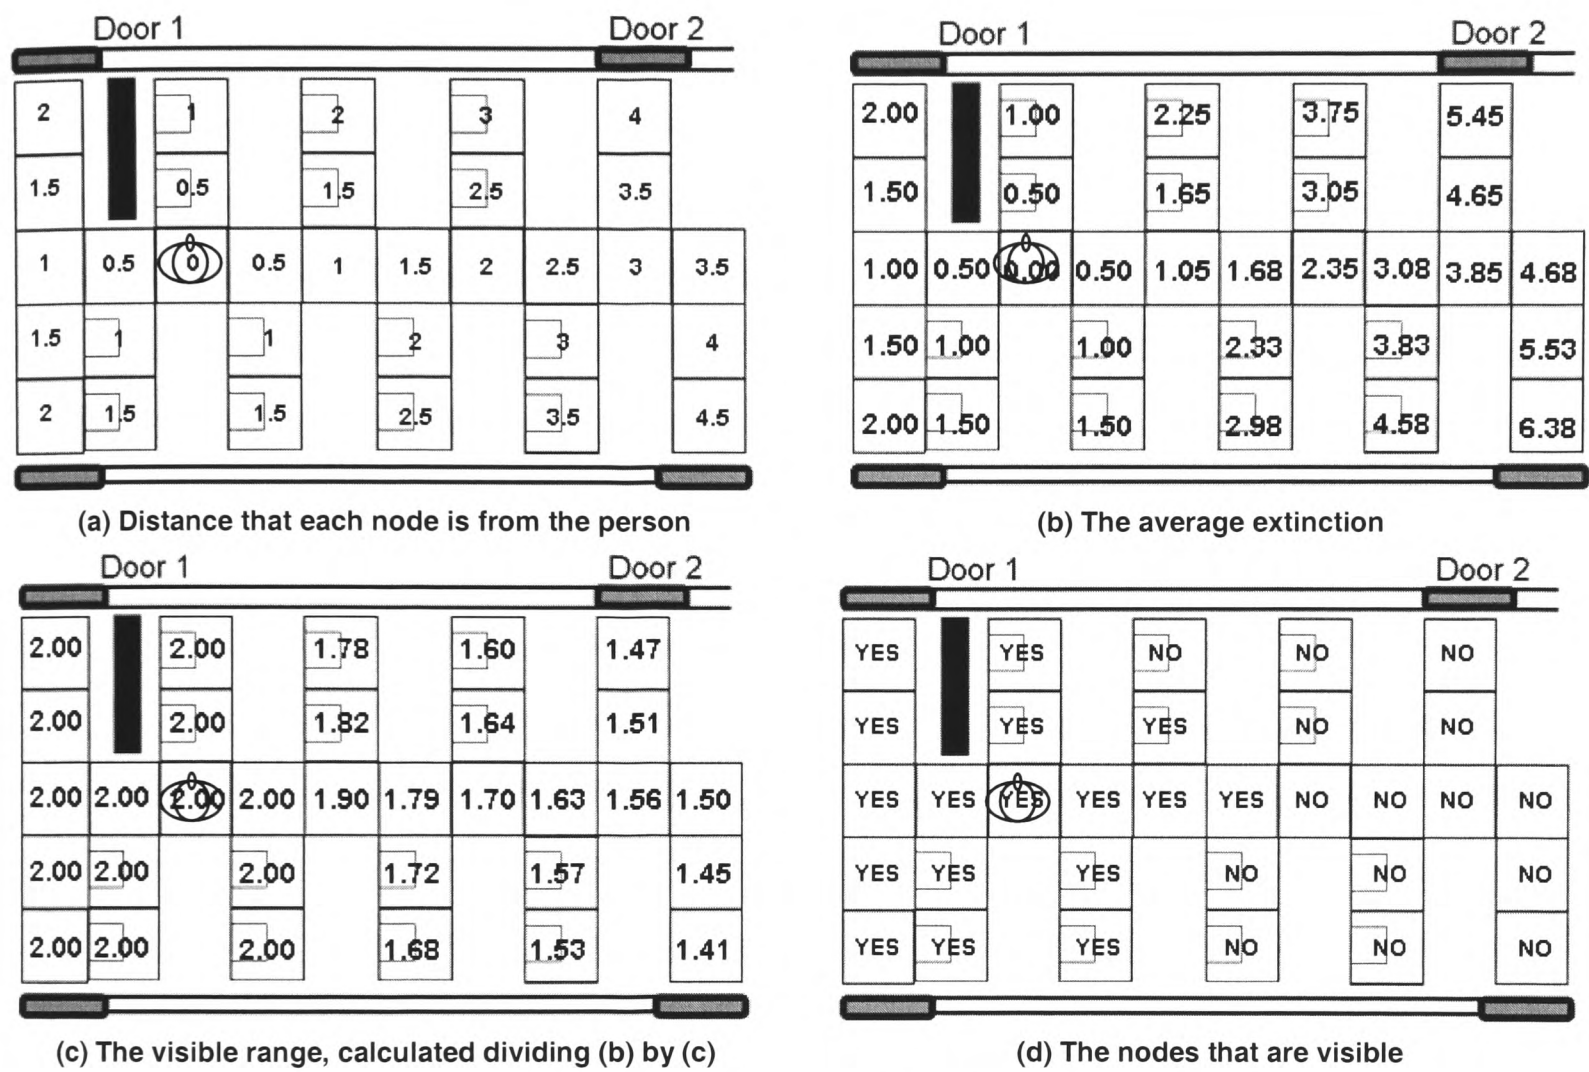 Door 1 Door 2
2 1 2 3 4
1.5 0.5 1.5 2.5 3.5
1 0.5 0 0.5 1 1.5 2 2.5 3 3.5
1.5 1 1 2 3 4
2 1.5 1.5 2.5 3.5 4.5
(a) Distance that each node is from the person
Door 1 Door 2
2.00 1.00 2.25 3.75 5.45
1.50 0.50 1.65 3.05 4.65
1.00 0.50 0.00 0.50 1.05 1.68 2.35 3.08 3.85 4.68
1.50 1.00 1.00 2.33 3.83 5.53
2.00 1.50 1.50 2.98 4.58 6.38
(b) The average extinction
Door 1 Door 2
2.00 2.00 1.78 1.60 1.47
2.00 2.00 1.82 1.64 1.51
2.00 2.00 2.00 2.00 1.90 1.79 1.70 1.63 1.56 1.50
2.00 2.00 2.00 1.72 1.57 1.45
2.00 2.00 2.00 1.68 1.53 1.41
(c) The visible range, calculated dividing (b) by (c)
Door 1 Door 2
YES YES NO NO NO
YES YES YES NO NO
YES YES YES YES YES YES NO NO NO NO
YES YES YES NO NO NO
YES YES YES NO NO NO
(d) The nodes that are visible